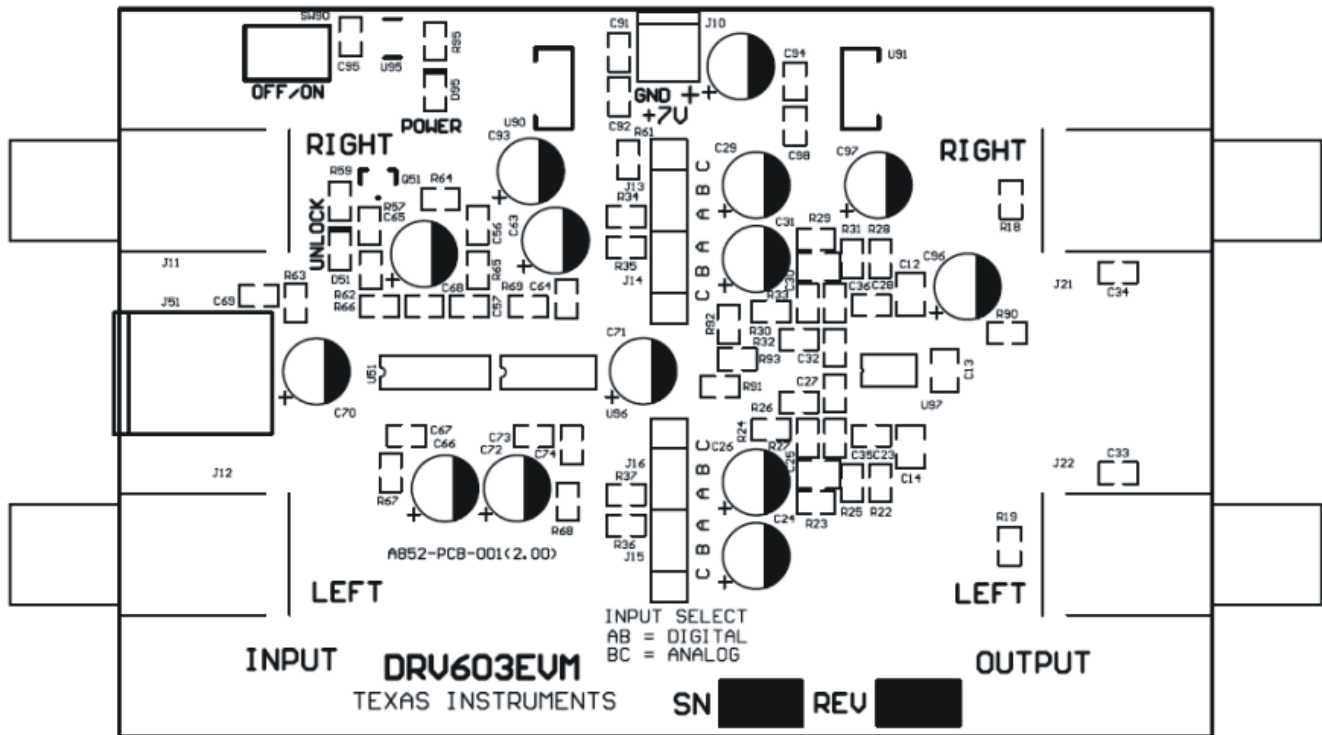 SW90
C95
U95
R95
D95
OFF/ON
POWER
C91
J10
C92
GND +
+7V
C94
C98
U91
U90
C93
R61
RIGHT
R59
Q51
R64
R57
C65
UNLOCK
D51
C56
C63
R65
R62
R66
C68
C57
R69
C64
J13
R34
R35
J14
C
B
A
A
B
C
C29
C31
C97
R29
R31
R28
C30
R33
C36
C28
C12
C96
RIGHT
R18
J21
C34
R90
J11
J51
C69
R63
C70
U51
U96
C71
R92
R30
R32
R93
R91
C32
C27
R26
R24
R27
C25
C13
U97
C67
C66
C73
C72
C74
R67
R68
J12
J16
R37
R36
J15
C
B
A
A
B
C
C26
C24
R23
R25
R22
C35
C23
C14
J22
C33
R19
A852-PCB-001(2.00)
LEFT
LEFT
INPUT SELECT
AB = DIGITAL
BC = ANALOG
INPUT
DRV603EVM
OUTPUT
TEXAS INSTRUMENTS
SN
REV